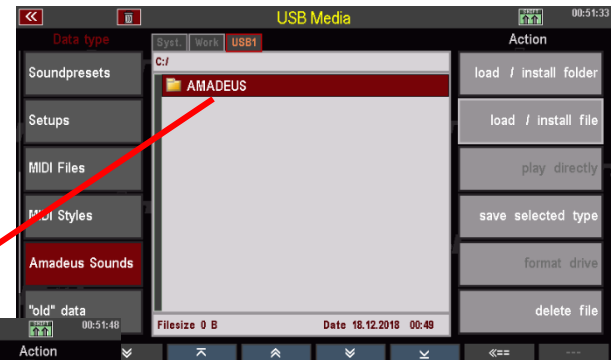 USB Media
00:51:33
Data type
Syst. Work USB1
Action
C:/
AMADEUS
Soundpresets
Setups
MIDI Files
MIDI Styles
Amadeus Sounds
"old" data
load / install folder
load / install file
play directly
save selected type
format drive
delete file
Filesize 0 B
Date 18.12.2018 00:49
00:51:48
Action
«==
---